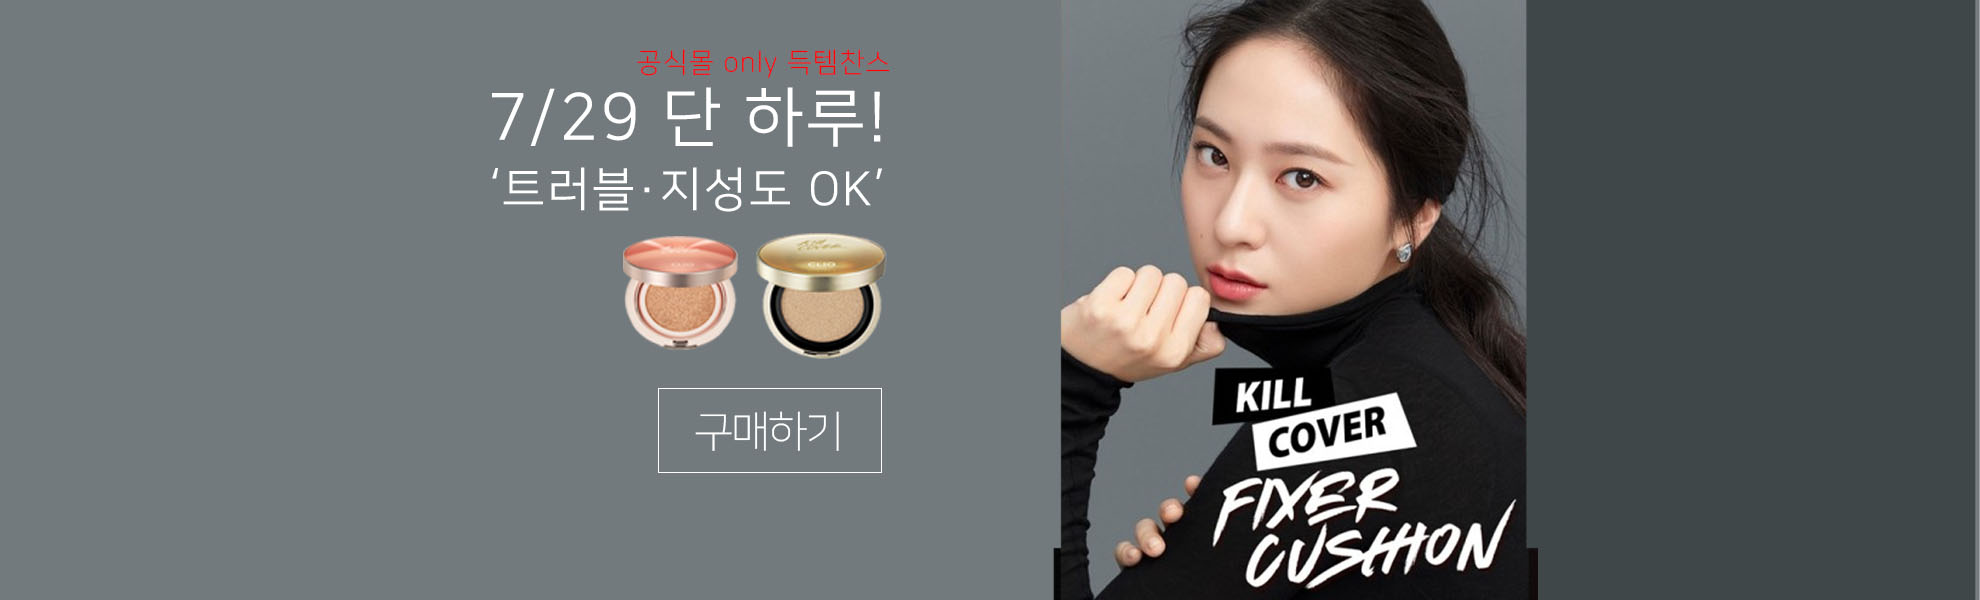 공식몰 only 득템찬스
7/29 단 하루!
‘트러블·지성도 OK’
CLIO
구매하기
KILL
COVER
FIXER
CUSHION